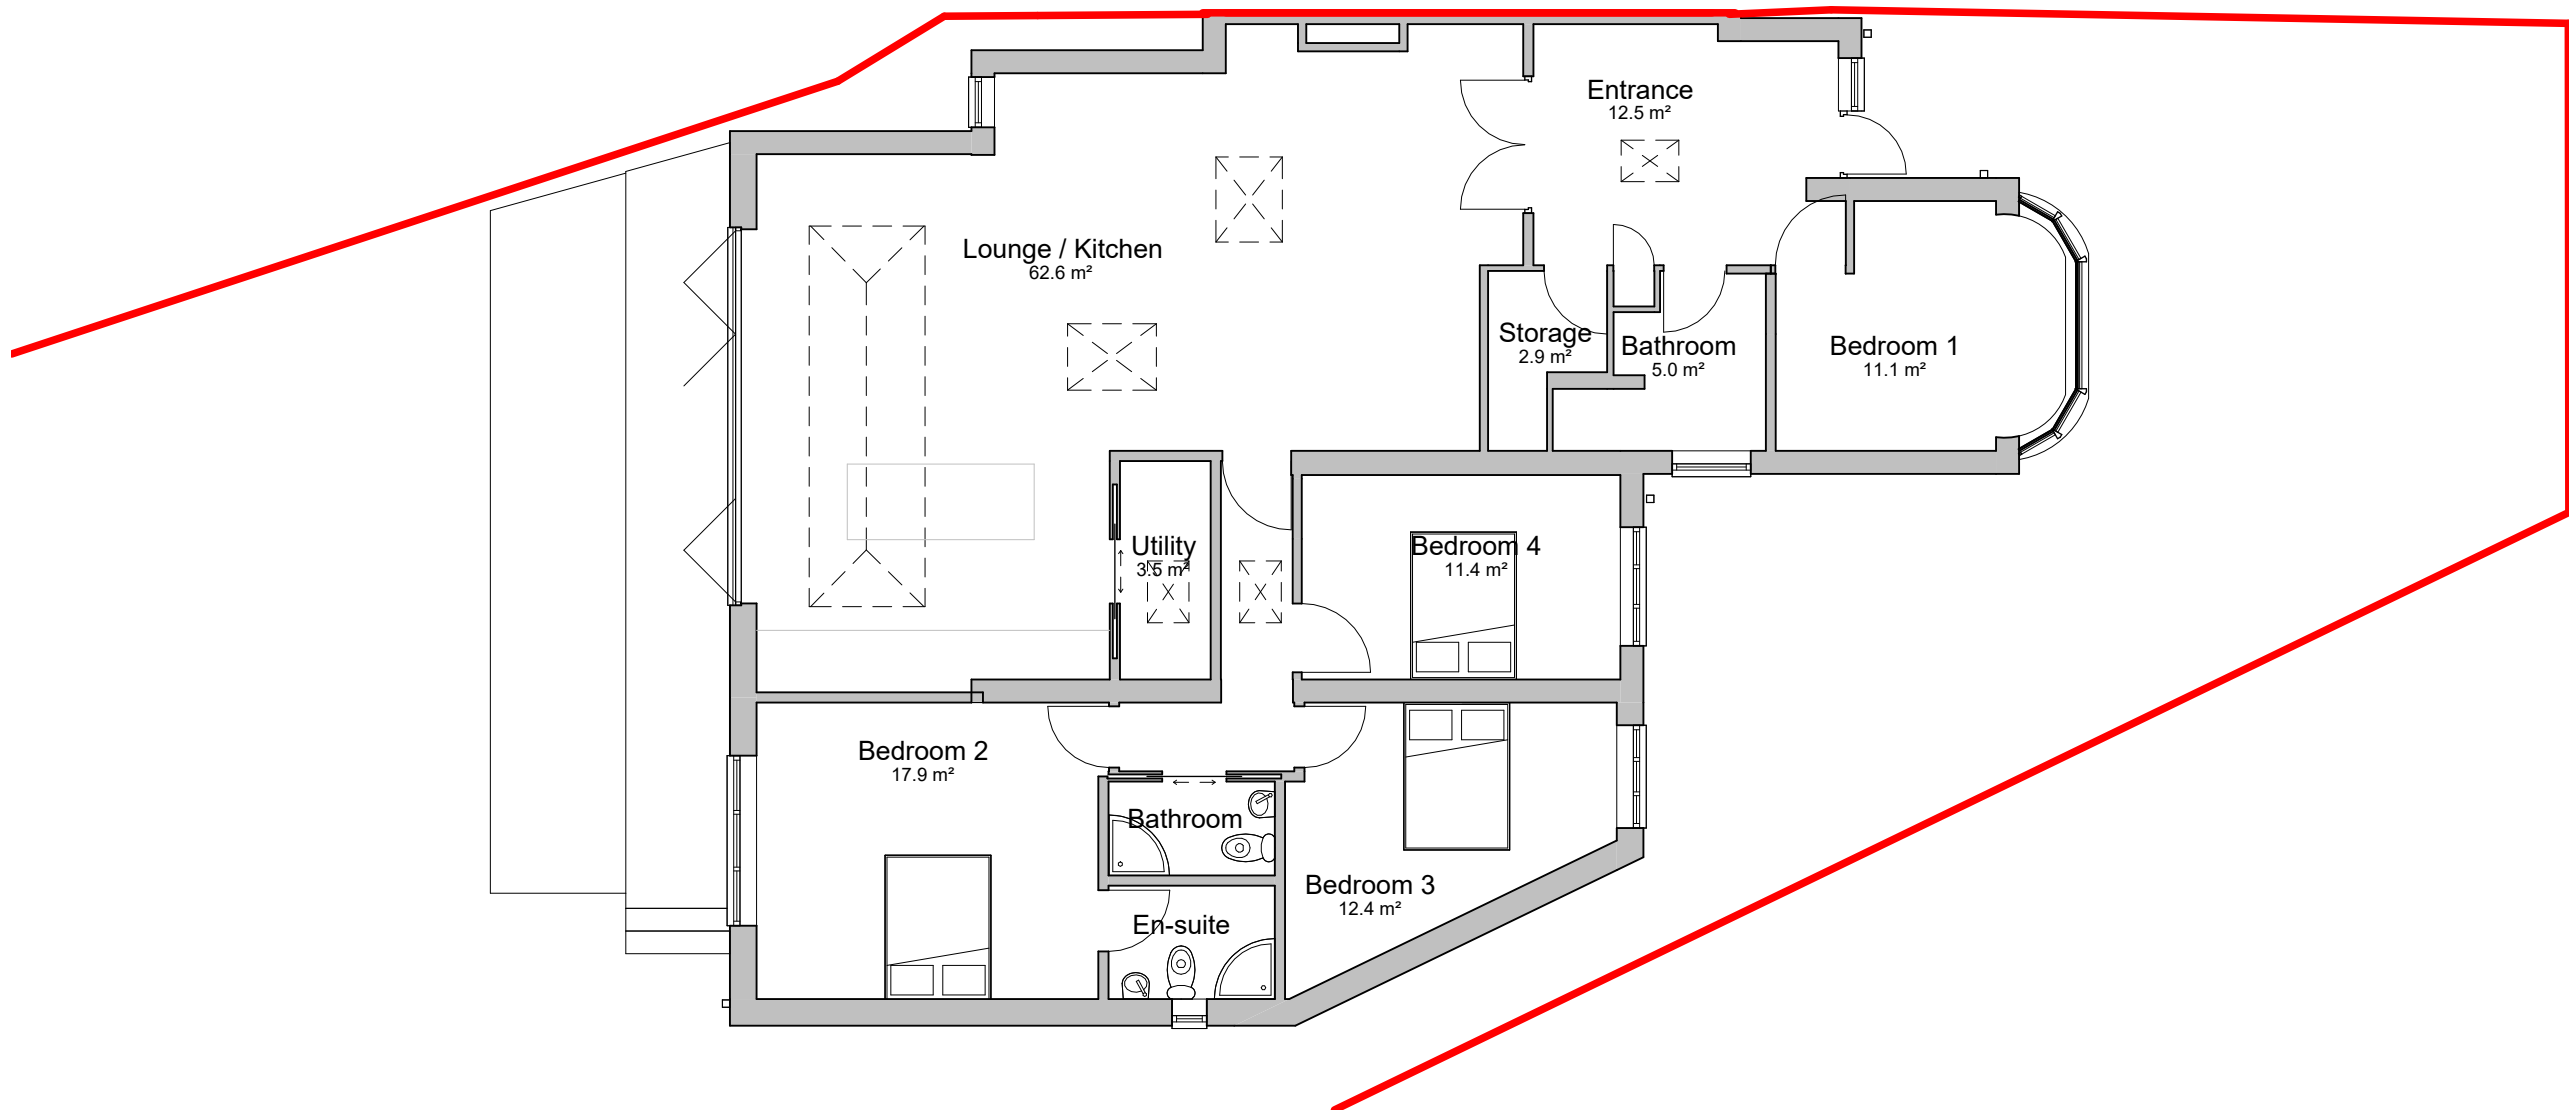 Entrance
12.5 m²
Lounge / Kitchen
62.6 m²
Storage
2.9 m²
Bathroom
5.0 m²
Bedroom 1
11.1 m²
Utility
3.5 m²
Bedroom 4
11.4 m²
Bedroom 2
17.9 m²
Bathroom
Bedroom 3
12.4 m²
En-suite